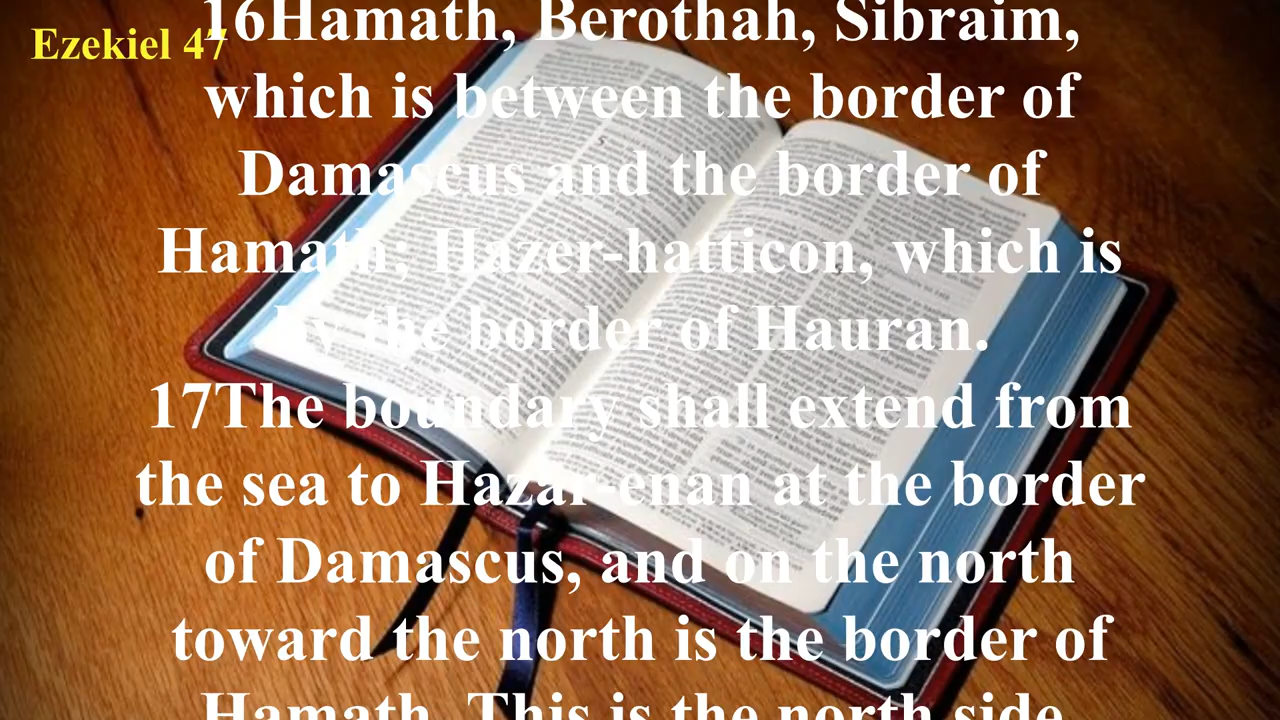 Ezekiel 47
16Hamath, Berothah, Sibraim,
which is between the border of
Damascus and the border of
Hamath; Hazer-hatticon, which is
by the border of Hauran.
17The boundary shall extend from
the sea to Hazar-enan at the border
of Damascus, and on the north
toward the north is the border of
Hamath. This is the north side